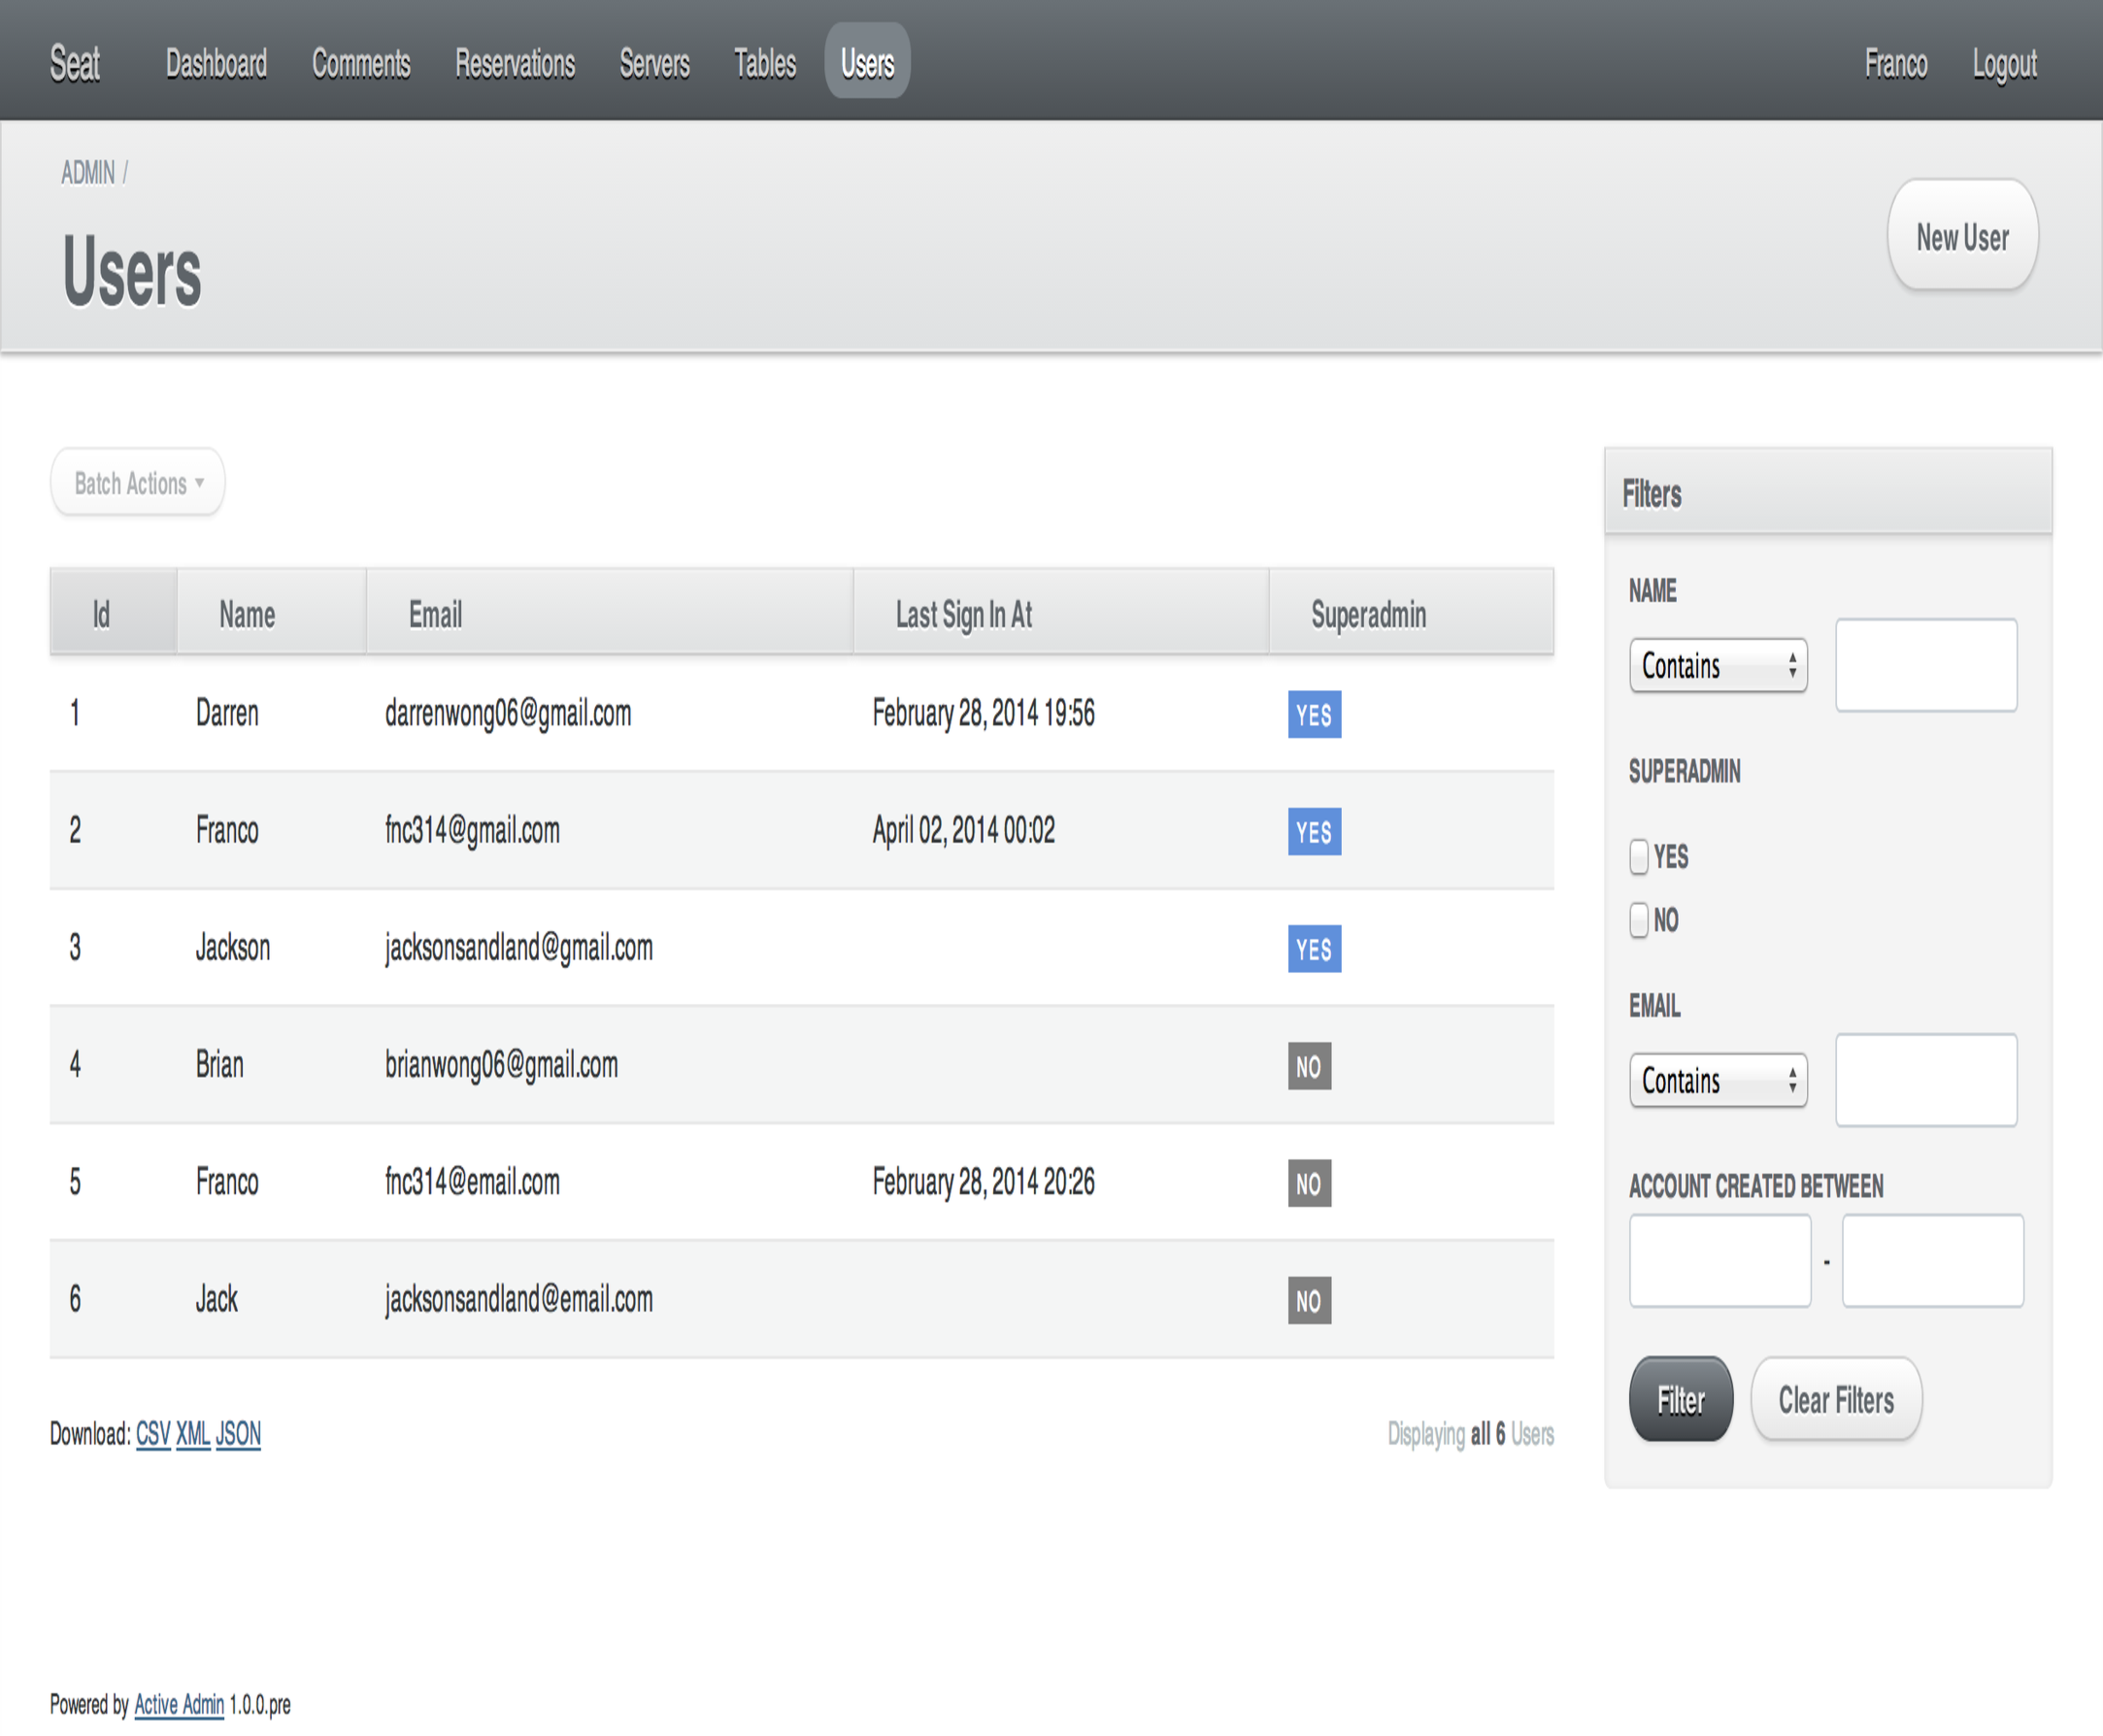 Seat Dashboard Comments Reservations Servers Tables Users Franco Logout
ADMIN /
Users
New User
Batch Actions
Id Name Email Last Sign In At Superadmin
1 Darren darrenwong06@gmail.com February 28, 2014 19:56 YES
2 Franco fnc314@gmail.com April 02, 2014 00:02 YES
3 Jackson jacksonsandland@gmail.com YES
4 Brian brianwong06@gmail.com NO
5 Franco fnc314@email.com February 28, 2014 20:26 NO
6 Jack jacksonsandland@email.com NO
Download: CSV XML JSON
Displaying all 6 Users
Filters
NAME
Contains
SUPERADMIN
YES
NO
EMAIL
Contains
ACCOUNT CREATED BETWEEN
-
Filter Clear Filters
Powered by Active Admin 1.0.0.pre